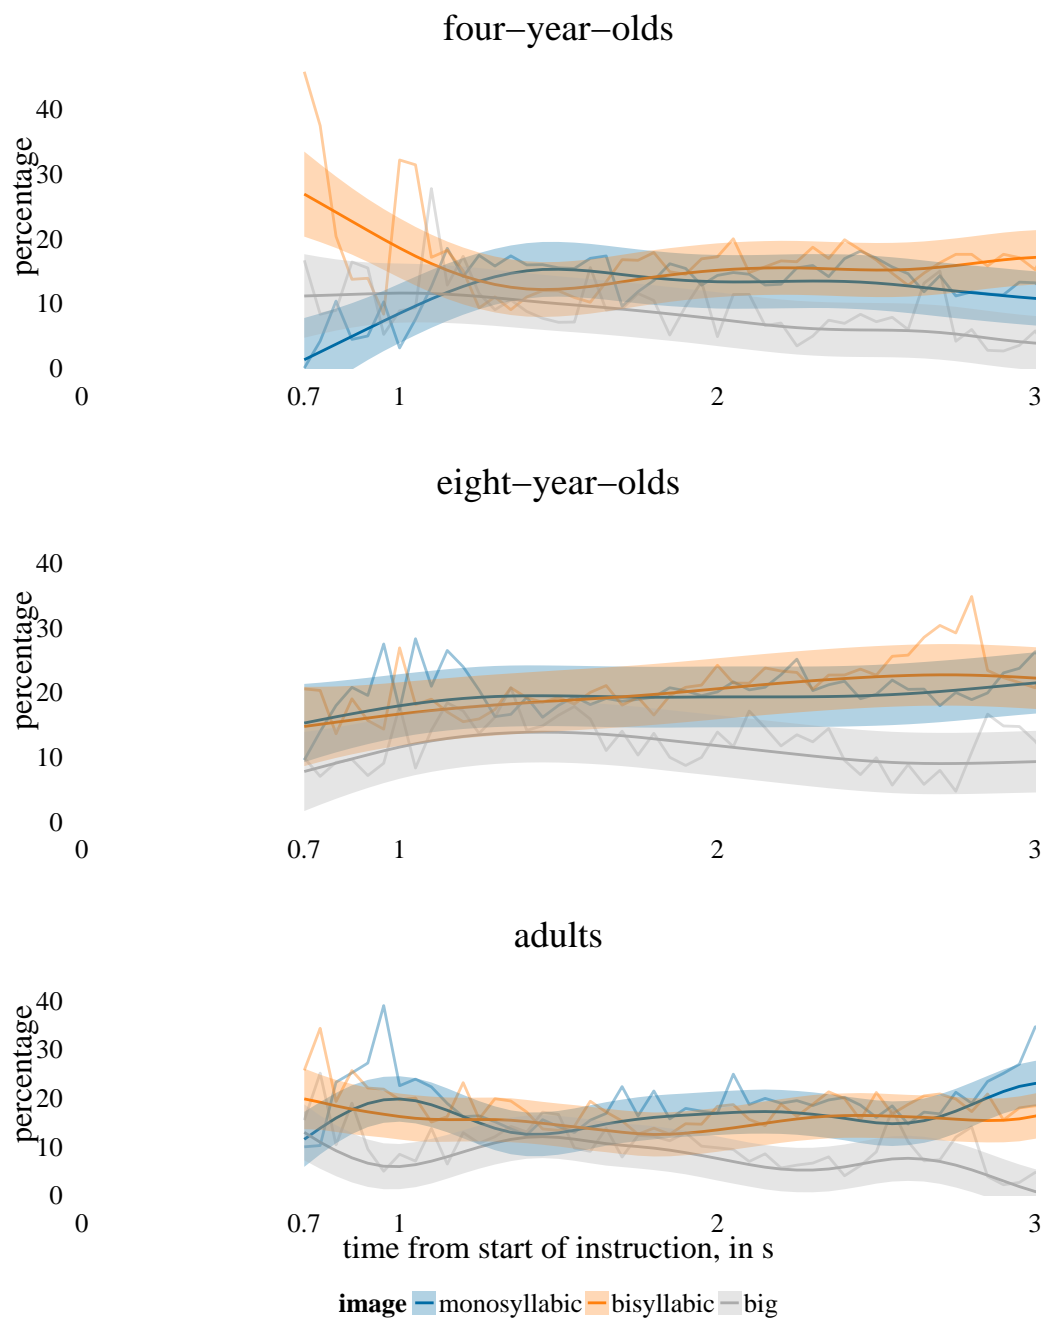 four−year−olds
percentage
40
30
20
10
0
0 0.7 1 2 3
eight−year−olds
percentage
40
30
20
10
0
0 0.7 1 2 3
adults
percentage
40
30
20
10
0
0 0.7 1 2 3
time from start of instruction, in s
image monosyllabic bisyllabic big